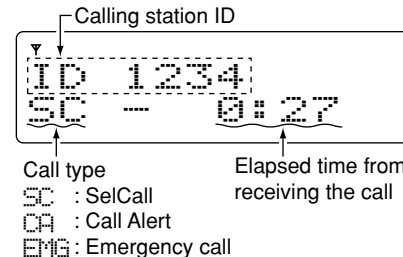 Calling station ID
ID 1234
SC - 0:27
Call type
SC : SelCall
CA : Call Alert
EMG : Emergency call
Elapsed time from
receiving the call